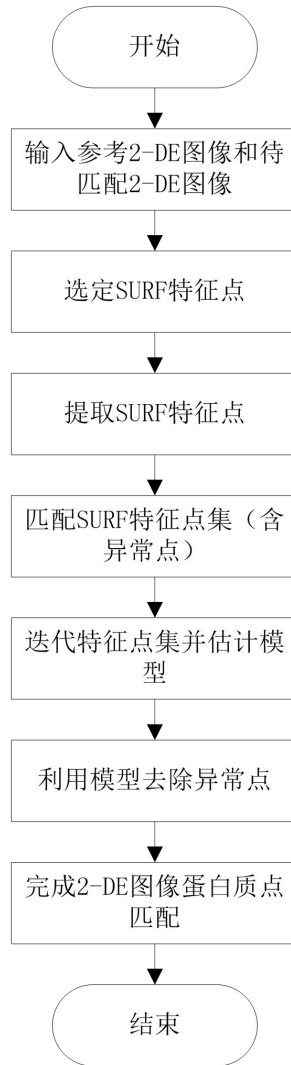 开始
输入参考2-DE图像和待
匹配2-DE图像
选定SURF特征点
提取SURF特征点
匹配SURF特征点集（含
异常点）
迭代特征点集并估计模
型
利用模型去除异常点
完成2-DE图像蛋白质点
匹配
结束